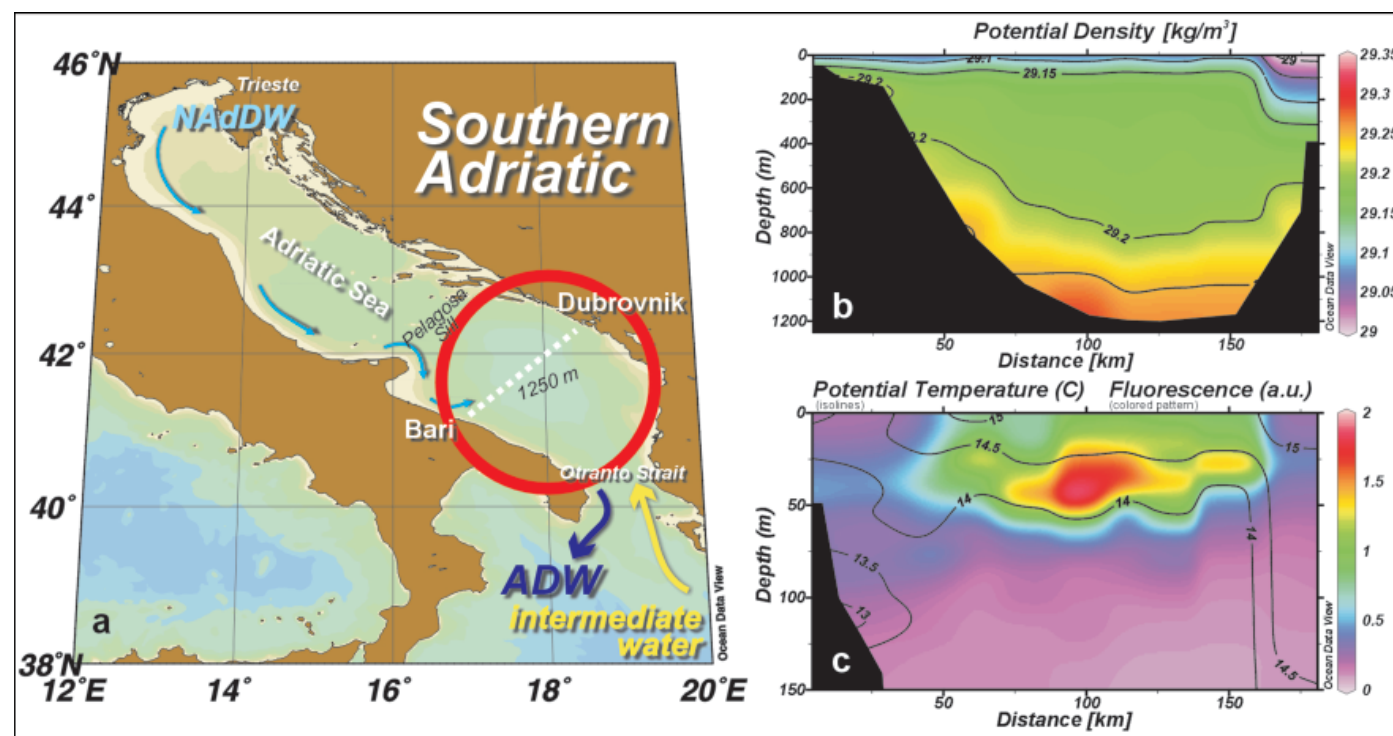 46°N
44°
42°
40°
38°N
12°E
14°
16°
18°
20°E
Trieste
NAdDW
Southern
Adriatic
Adriatic Sea
Pelagosa
Sill
Dubrovnik
1250 m
Bari
Otranto Strait
ADW
intermediate
water
Ocean Data View
a
Potential Density [kg/m³]
0
200
400
600
800
1000
1200
Depth (m)
29.1
29.15
29
29.2
29.2
29.2
b
50
100
150
Distance [km]
29.35
29.3
29.25
29.2
29.15
29.1
29.05
29
Ocean Data View
Potential Temperature (C) Fluorescence (a.u.)
(isolines) (colored pattern)
0
50
100
150
Depth (m)
15
14.5
14.5
14
14
13.5
13
15
14
14.5
c
50
100
150
Distance [km]
2
1.5
1
0.5
0
Ocean Data View